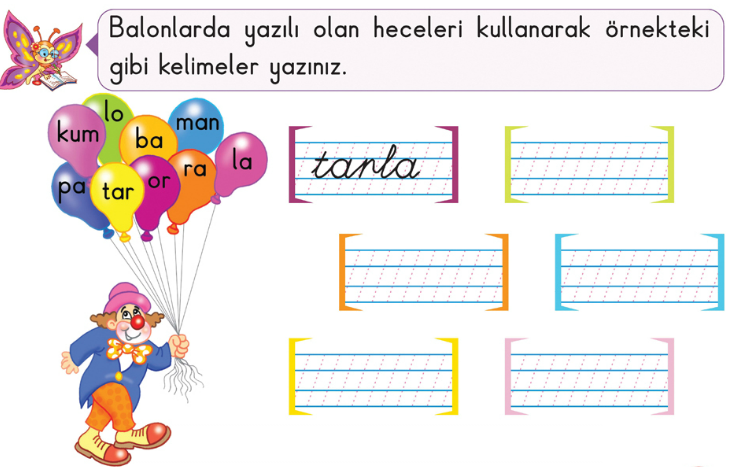 Balonlarda yazılı olan heceleri kullanarak örnekteki
gibi kelimeler yazınız.
lo
kum
man
ba
la
ra
or
pa
tar
tarla